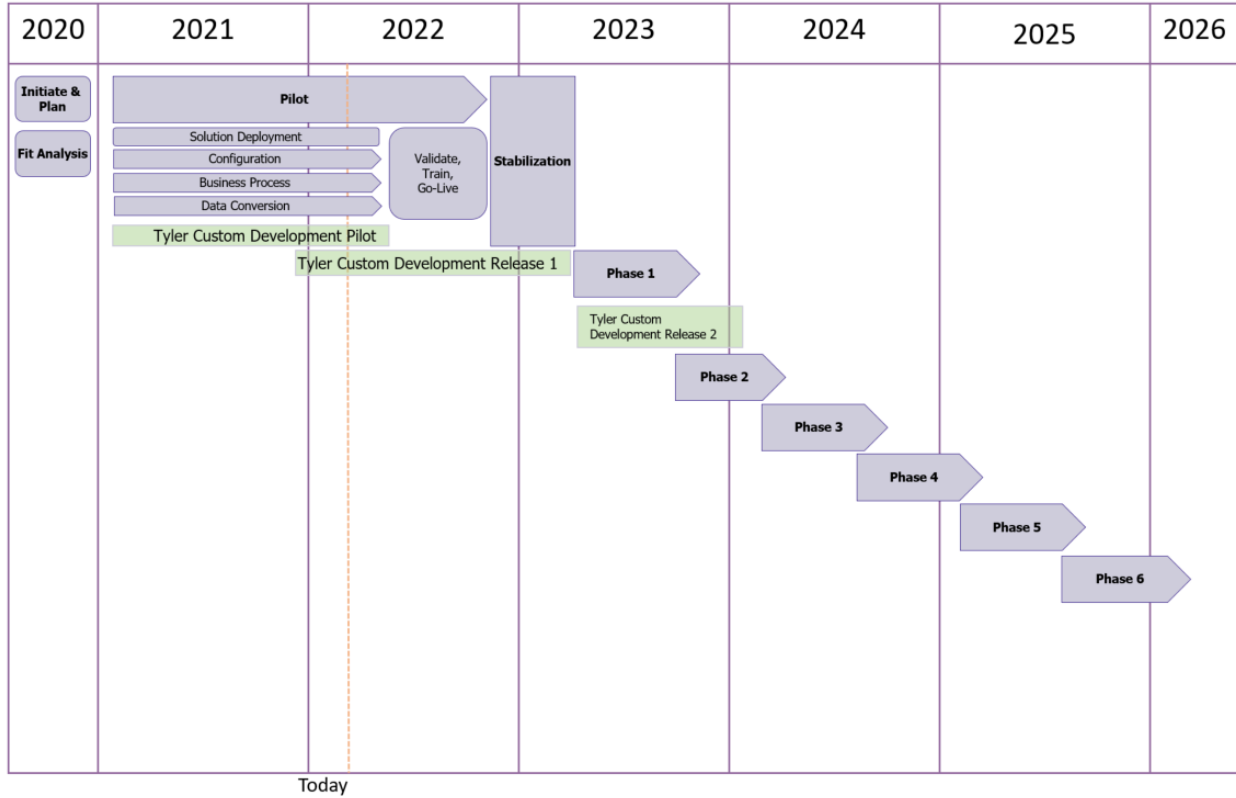 2020
2021
2022
2023
2024
2025
2026
Initiate &
Plan
Pilot
Fit Analysis
Solution Deployment
Configuration
Business Process
Data Conversion
Validate,
Train,
Go-Live
Stabilization
Tyler Custom Development Pilot
Tyler Custom Development Release 1
Phase 1
Tyler Custom
Development Release 2
Phase 2
Phase 3
Phase 4
Phase 5
Phase 6
Today